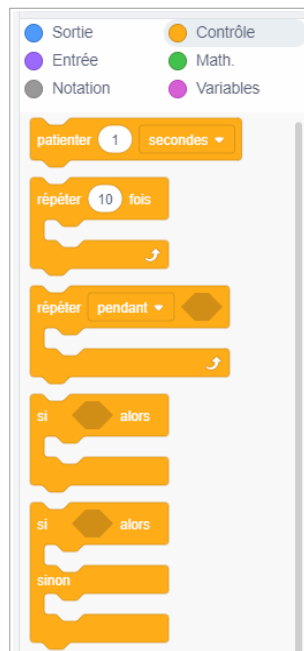 Sortie Contrôle
Entrée Math.
Notation Variables
patienter 1 secondes
répéter 10 fois
répéter pendant
si alors
si alors
sinon